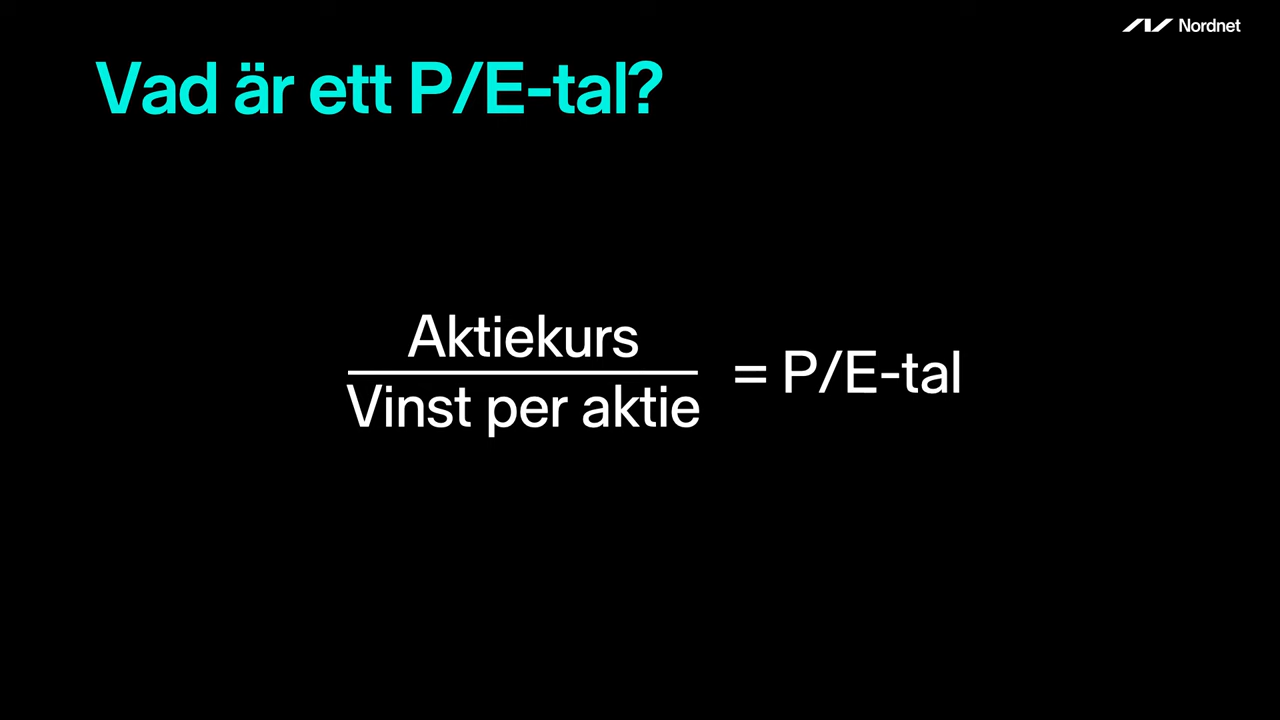 Nordnet
Vad är ett P/E-tal?
Aktiekurs
Vinst per aktie
= P/E-tal